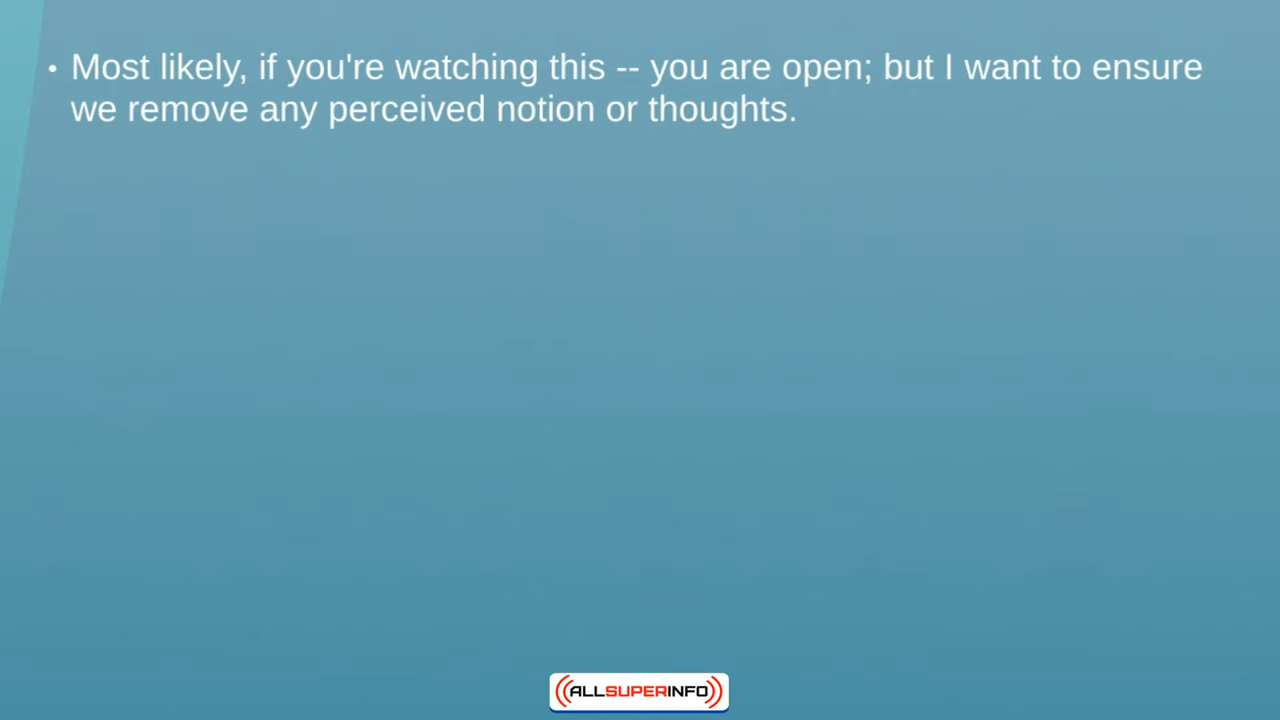 • Most likely, if you're watching this -- you are open; but I want to ensure
we remove any perceived notion or thoughts.
ALLSUPERINFO